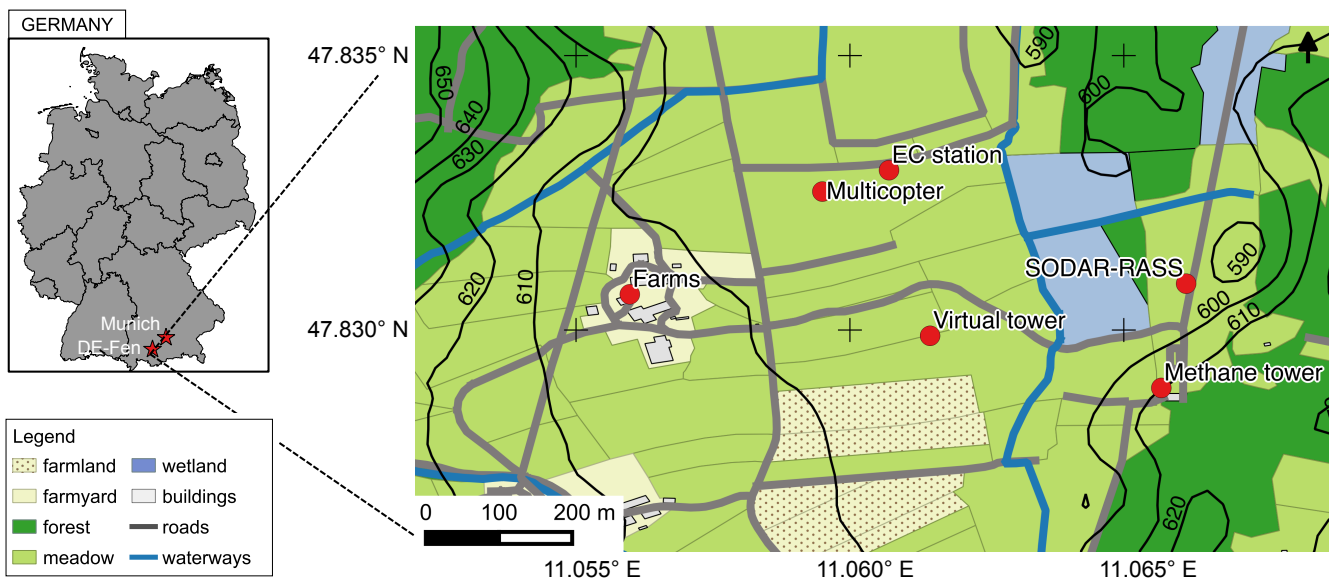 GERMANY
Munich
DE-Fen
Legend
farmland
wetland
farmyard
buildings
forest
roads
meadow
waterways
47.835° N
47.830° N
650
640
630
620
610
590
600
EC station
Multicopter
Farms
SODAR-RASS
590
600
610
Virtual tower
Methane tower
620
0 100 200 m
11.055° E 11.060° E 11.065° E